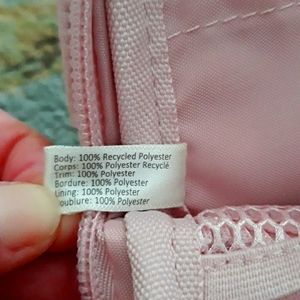 Body: 100% Recycled Polyester
Corps: 100% Polyester Recyclé
Trim: 100% Polyester
Bordure: 100% Polyester
Lining: 100% Polyester
Doublure: 100% Polyester